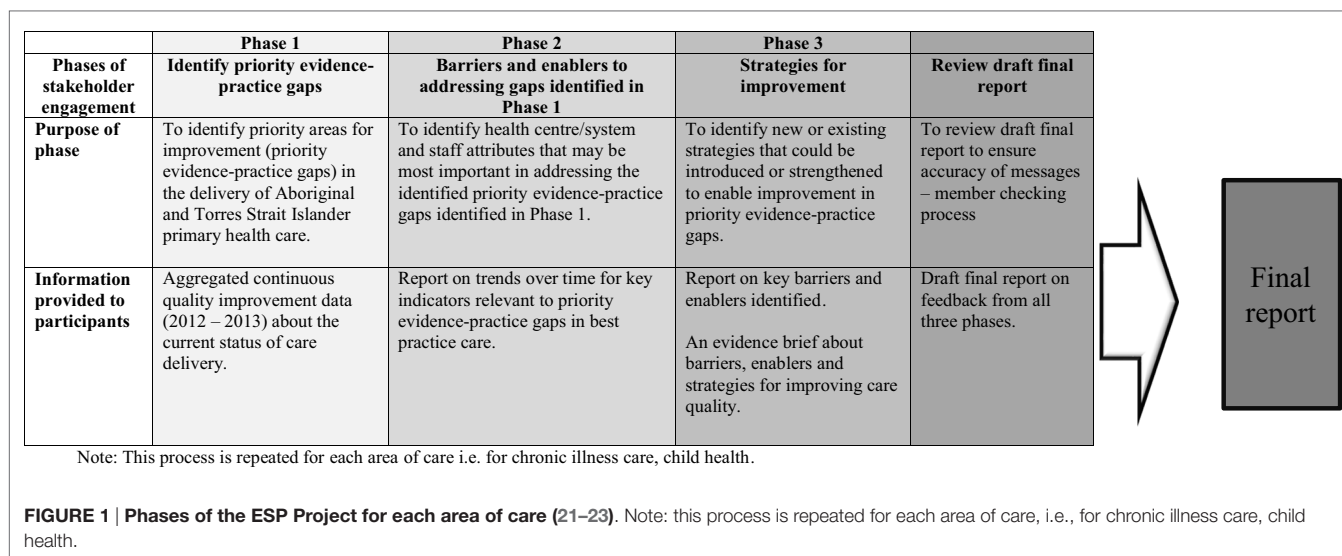 Phase 1
Phase 2
Phase 3
Phases of
stakeholder
engagement
Identify priority evidence-
practice gaps
Barriers and enablers to
addressing gaps identified in
Phase 1
Strategies for
improvement
Review draft final
report
Purpose of
phase
To identify priority areas for
improvement (priority
evidence-practice gaps) in
the delivery of Aboriginal
and Torres Strait Islander
primary health care.
To identify health centre/system
and staff attributes that may be
most important in addressing the
identified priority evidence-practice
gaps identified in Phase 1.
To identify new or existing
strategies that could be
introduced or strengthened
to enable improvement in
priority evidence-practice
gaps.
To review draft final
report to ensure
accuracy of messages
– member checking
process
Information
provided to
participants
Aggregated continuous
quality improvement data
(2012 – 2013) about the
current status of care
delivery.
Report on trends over time for key
indicators relevant to priority
evidence-practice gaps in best
practice care.
Report on key barriers and
enablers identified.
An evidence brief about
barriers, enablers and
strategies for improving care
quality.
Draft final report on
feedback from all
three phases.
Final
report
Note: This process is repeated for each area of care i.e. for chronic illness care, child health.
FIGURE 1 | Phases of the ESP Project for each area of care (21–23). Note: this process is repeated for each area of care, i.e., for chronic illness care, child
health.